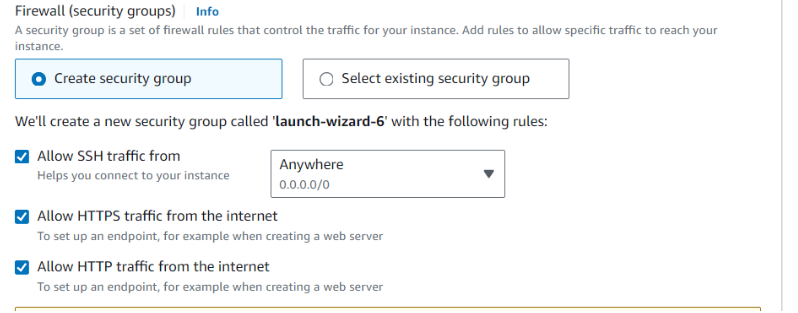 Firewall (security groups) Info
A security group is a set of firewall rules that control the traffic for your instance. Add rules to allow specific traffic to reach your
instance.
Create security group
Select existing security group
We'll create a new security group called 'launch-wizard-6' with the following rules:
Allow SSH traffic from
Helps you connect to your instance
Anywhere
0.0.0.0/0
Allow HTTPS traffic from the internet
To set up an endpoint, for example when creating a web server
Allow HTTP traffic from the internet
To set up an endpoint, for example when creating a web server